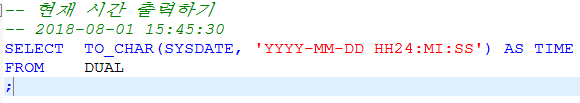 -- 현재 시간 출력하기
-- 2018-08-01 15:45:30
SELECT  TO_CHAR(SYSDATE, 'YYYY-MM-DD HH24:MI:SS') AS TIME
FROM    DUAL
;